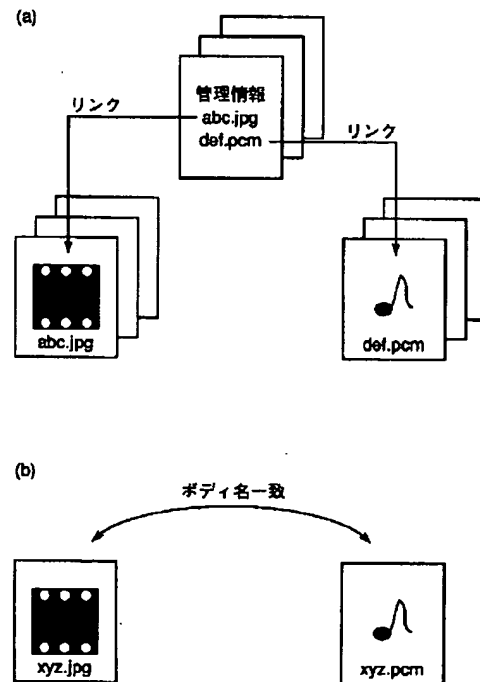 (a)
管理情報
abc.jpg
def.pcm
リンク
リンク
abc.jpg
def.pcm
(b)
ボディ名一致
xyz.jpg
xyz.pcm